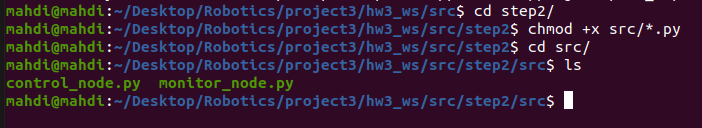 mahdi@mahdi:~/Desktop/Robotics/project3/hw3_ws/src$ cd step2/
mahdi@mahdi:~/Desktop/Robotics/project3/hw3_ws/src/step2$ chmod +x src/*.py
mahdi@mahdi:~/Desktop/Robotics/project3/hw3_ws/src/step2$ cd src/
mahdi@mahdi:~/Desktop/Robotics/project3/hw3_ws/src/step2/src$ ls
control_node.py  monitor_node.py
mahdi@mahdi:~/Desktop/Robotics/project3/hw3_ws/src/step2/src$